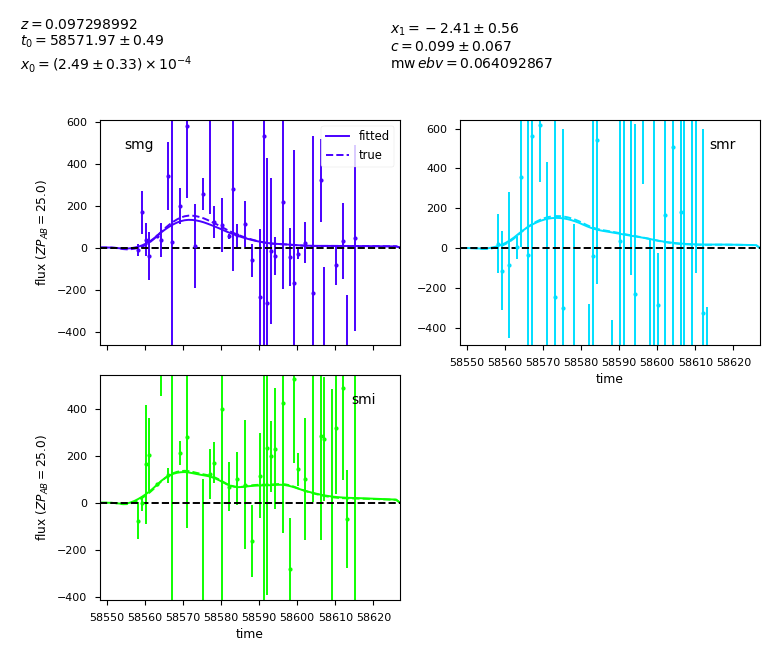 z = 0.097298992
t₀ = 58571.97 ± 0.49
x₀ = (2.49 ± 0.33) × 10⁻⁴
x₁ = −2.41 ± 0.56
c = 0.099 ± 0.067
mw ebv = 0.064092867
600
400
200
0
−200
−400
flux (ZP_AB = 25.0)
smg
fitted
true
600
400
200
0
−200
−400
smr
58550 58560 58570 58580 58590 58600 58610 58620
time
400
200
0
−200
−400
flux (ZP_AB = 25.0)
smi
58550 58560 58570 58580 58590 58600 58610 58620
time